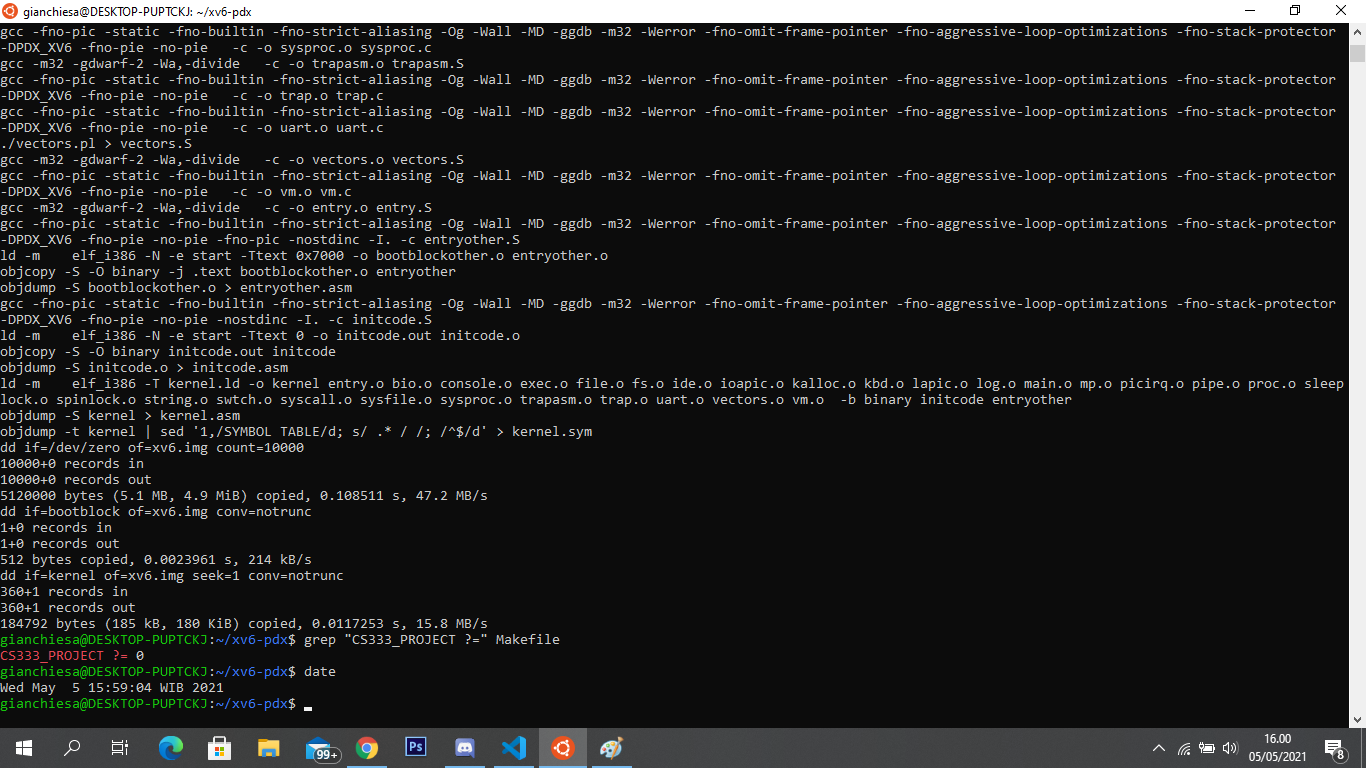 gianchiesa@DESKTOP-PUPTCKJ: ~/xv6-pdx
gcc -fno-pic -static -fno-builtin -fno-strict-aliasing -Og -Wall -MD -ggdb -m32 -Werror -fno-omit-frame-pointer -fno-aggressive-loop-optimizations -fno-stack-protector
-DPDX_XV6 -fno-pie -no-pie   -c -o sysproc.o sysproc.c
gcc -m32 -gdwarf-2 -Wa,-divide   -c -o trapasm.o trapasm.S
gcc -fno-pic -static -fno-builtin -fno-strict-aliasing -Og -Wall -MD -ggdb -m32 -Werror -fno-omit-frame-pointer -fno-aggressive-loop-optimizations -fno-stack-protector
-DPDX_XV6 -fno-pie -no-pie   -c -o trap.o trap.c
gcc -fno-pic -static -fno-builtin -fno-strict-aliasing -Og -Wall -MD -ggdb -m32 -Werror -fno-omit-frame-pointer -fno-aggressive-loop-optimizations -fno-stack-protector
-DPDX_XV6 -fno-pie -no-pie   -c -o uart.o uart.c
./vectors.pl > vectors.S
gcc -m32 -gdwarf-2 -Wa,-divide   -c -o vectors.o vectors.S
gcc -fno-pic -static -fno-builtin -fno-strict-aliasing -Og -Wall -MD -ggdb -m32 -Werror -fno-omit-frame-pointer -fno-aggressive-loop-optimizations -fno-stack-protector
-DPDX_XV6 -fno-pie -no-pie   -c -o vm.o vm.c
gcc -m32 -gdwarf-2 -Wa,-divide   -c -o entry.o entry.S
gcc -fno-pic -static -fno-builtin -fno-strict-aliasing -Og -Wall -MD -ggdb -m32 -Werror -fno-omit-frame-pointer -fno-aggressive-loop-optimizations -fno-stack-protector
-DPDX_XV6 -fno-pie -no-pie -fno-pic -nostdinc -I. -c entryother.S
ld -m    elf_i386 -N -e start -Ttext 0x7000 -o bootblockother.o entryother.o
objcopy -S -O binary -j .text bootblockother.o entryother
objdump -S bootblockother.o > entryother.asm
gcc -fno-pic -static -fno-builtin -fno-strict-aliasing -Og -Wall -MD -ggdb -m32 -Werror -fno-omit-frame-pointer -fno-aggressive-loop-optimizations -fno-stack-protector
-DPDX_XV6 -fno-pie -no-pie -nostdinc -I. -c initcode.S
ld -m    elf_i386 -N -e start -Ttext 0 -o initcode.out initcode.o
objcopy -S -O binary initcode.out initcode
objdump -S initcode.o > initcode.asm
ld -m    elf_i386 -T kernel.ld -o kernel entry.o bio.o console.o exec.o file.o fs.o ide.o ioapic.o kalloc.o kbd.o lapic.o log.o main.o mp.o picirq.o pipe.o proc.o sleep
lock.o spinlock.o string.o swtch.o syscall.o sysfile.o sysproc.o trapasm.o trap.o uart.o vectors.o vm.o  -b binary initcode entryother
objdump -S kernel > kernel.asm
objdump -t kernel | sed '1,/SYMBOL TABLE/d; s/ .* / /; /^$/d' > kernel.sym
dd if=/dev/zero of=xv6.img count=10000
10000+0 records in
10000+0 records out
5120000 bytes (5.1 MB, 4.9 MiB) copied, 0.108511 s, 47.2 MB/s
dd if=bootblock of=xv6.img conv=notrunc
1+0 records in
1+0 records out
512 bytes copied, 0.0023961 s, 214 kB/s
dd if=kernel of=xv6.img seek=1 conv=notrunc
360+1 records in
360+1 records out
184792 bytes (185 kB, 180 KiB) copied, 0.0117253 s, 15.8 MB/s
gianchiesa@DESKTOP-PUPTCKJ:~/xv6-pdx$ grep "CS333_PROJECT ?=" Makefile
CS333_PROJECT ?= 0
gianchiesa@DESKTOP-PUPTCKJ:~/xv6-pdx$ date
Wed May  5 15:59:04 WIB 2021
gianchiesa@DESKTOP-PUPTCKJ:~/xv6-pdx$
99+
Ps
16.00
05/05/2021
8